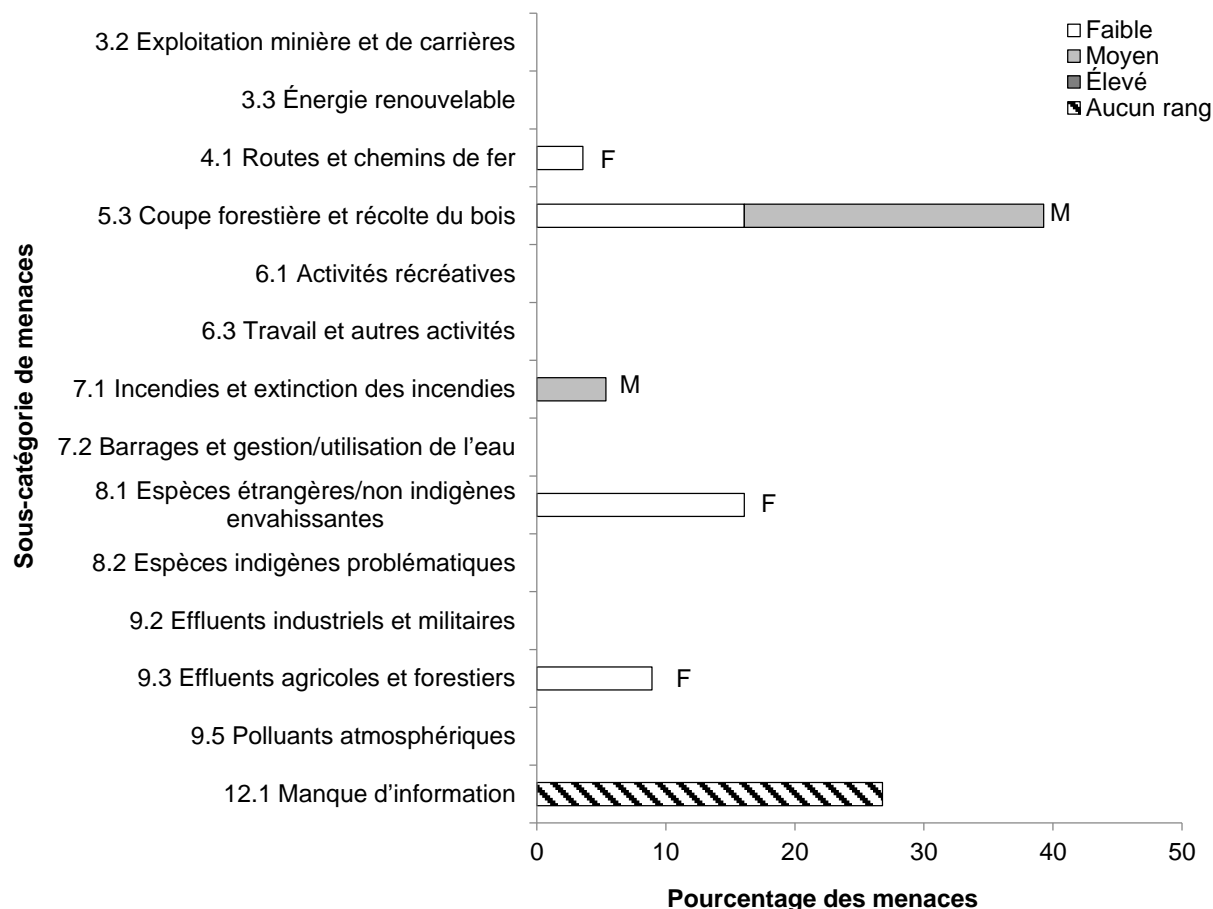 3.2 Exploitation minière et de carrières
3.3 Énergie renouvelable
4.1 Routes et chemins de fer
5.3 Coupe forestière et récolte du bois
6.1 Activités récréatives
6.3 Travail et autres activités
7.1 Incendies et extinction des incendies
7.2 Barrages et gestion/utilisation de l’eau
8.1 Espèces étrangères/non indigènes
envahissantes
8.2 Espèces indigènes problématiques
9.2 Effluents industriels et militaires
9.3 Effluents agricoles et forestiers
9.5 Polluants atmosphériques
12.1 Manque d’information
Sous-catégorie de menaces
F
M
M
F
F
Faible
Moyen
Élevé
Aucun rang
0 10 20 30 40 50
Pourcentage des menaces